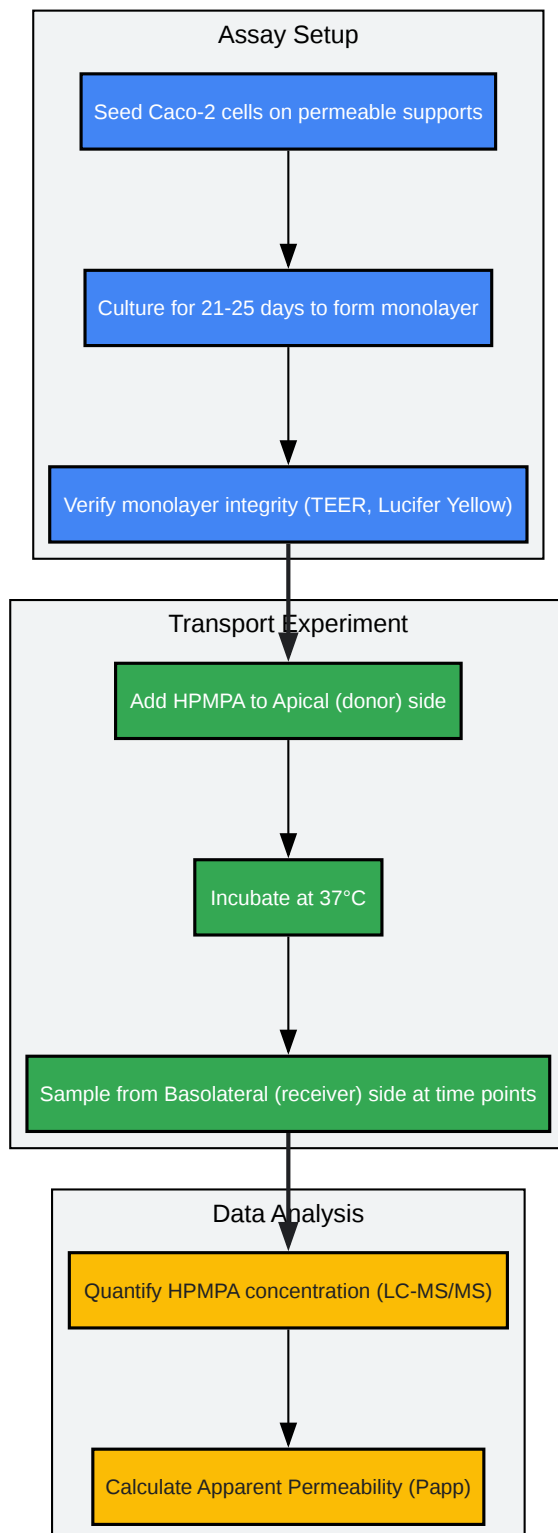 Assay Setup
Seed Caco-2 cells on permeable supports
Culture for 21-25 days to form monolayer
Verify monolayer integrity (TEER, Lucifer Yellow)
Transport Experiment
Add HPMPA to Apical (donor) side
Incubate at 37°C
Sample from Basolateral (receiver) side at time points
Data Analysis
Quantify HPMPA concentration (LC-MS/MS)
Calculate Apparent Permeability (Papp)